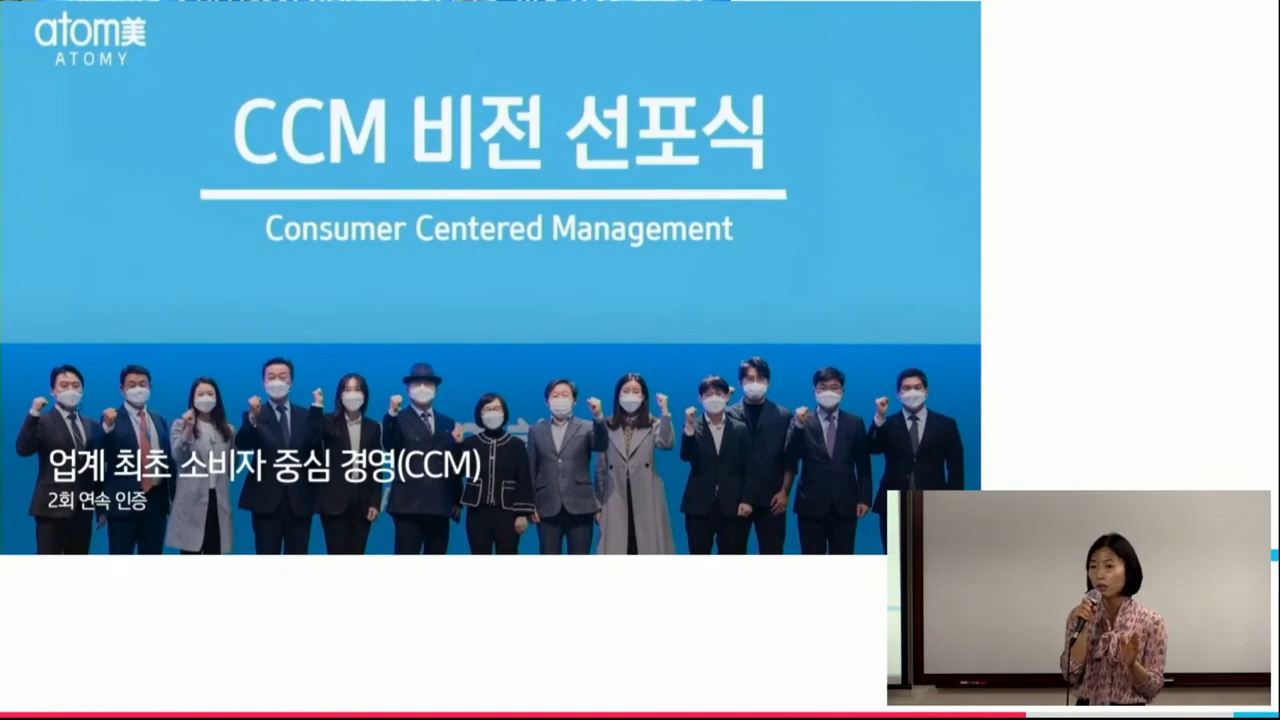 atom美
ATOMY
CCM 비전 선포식
Consumer Centered Management
업계 최초 소비자 중심 경영(CCM)
2회 연속 인증